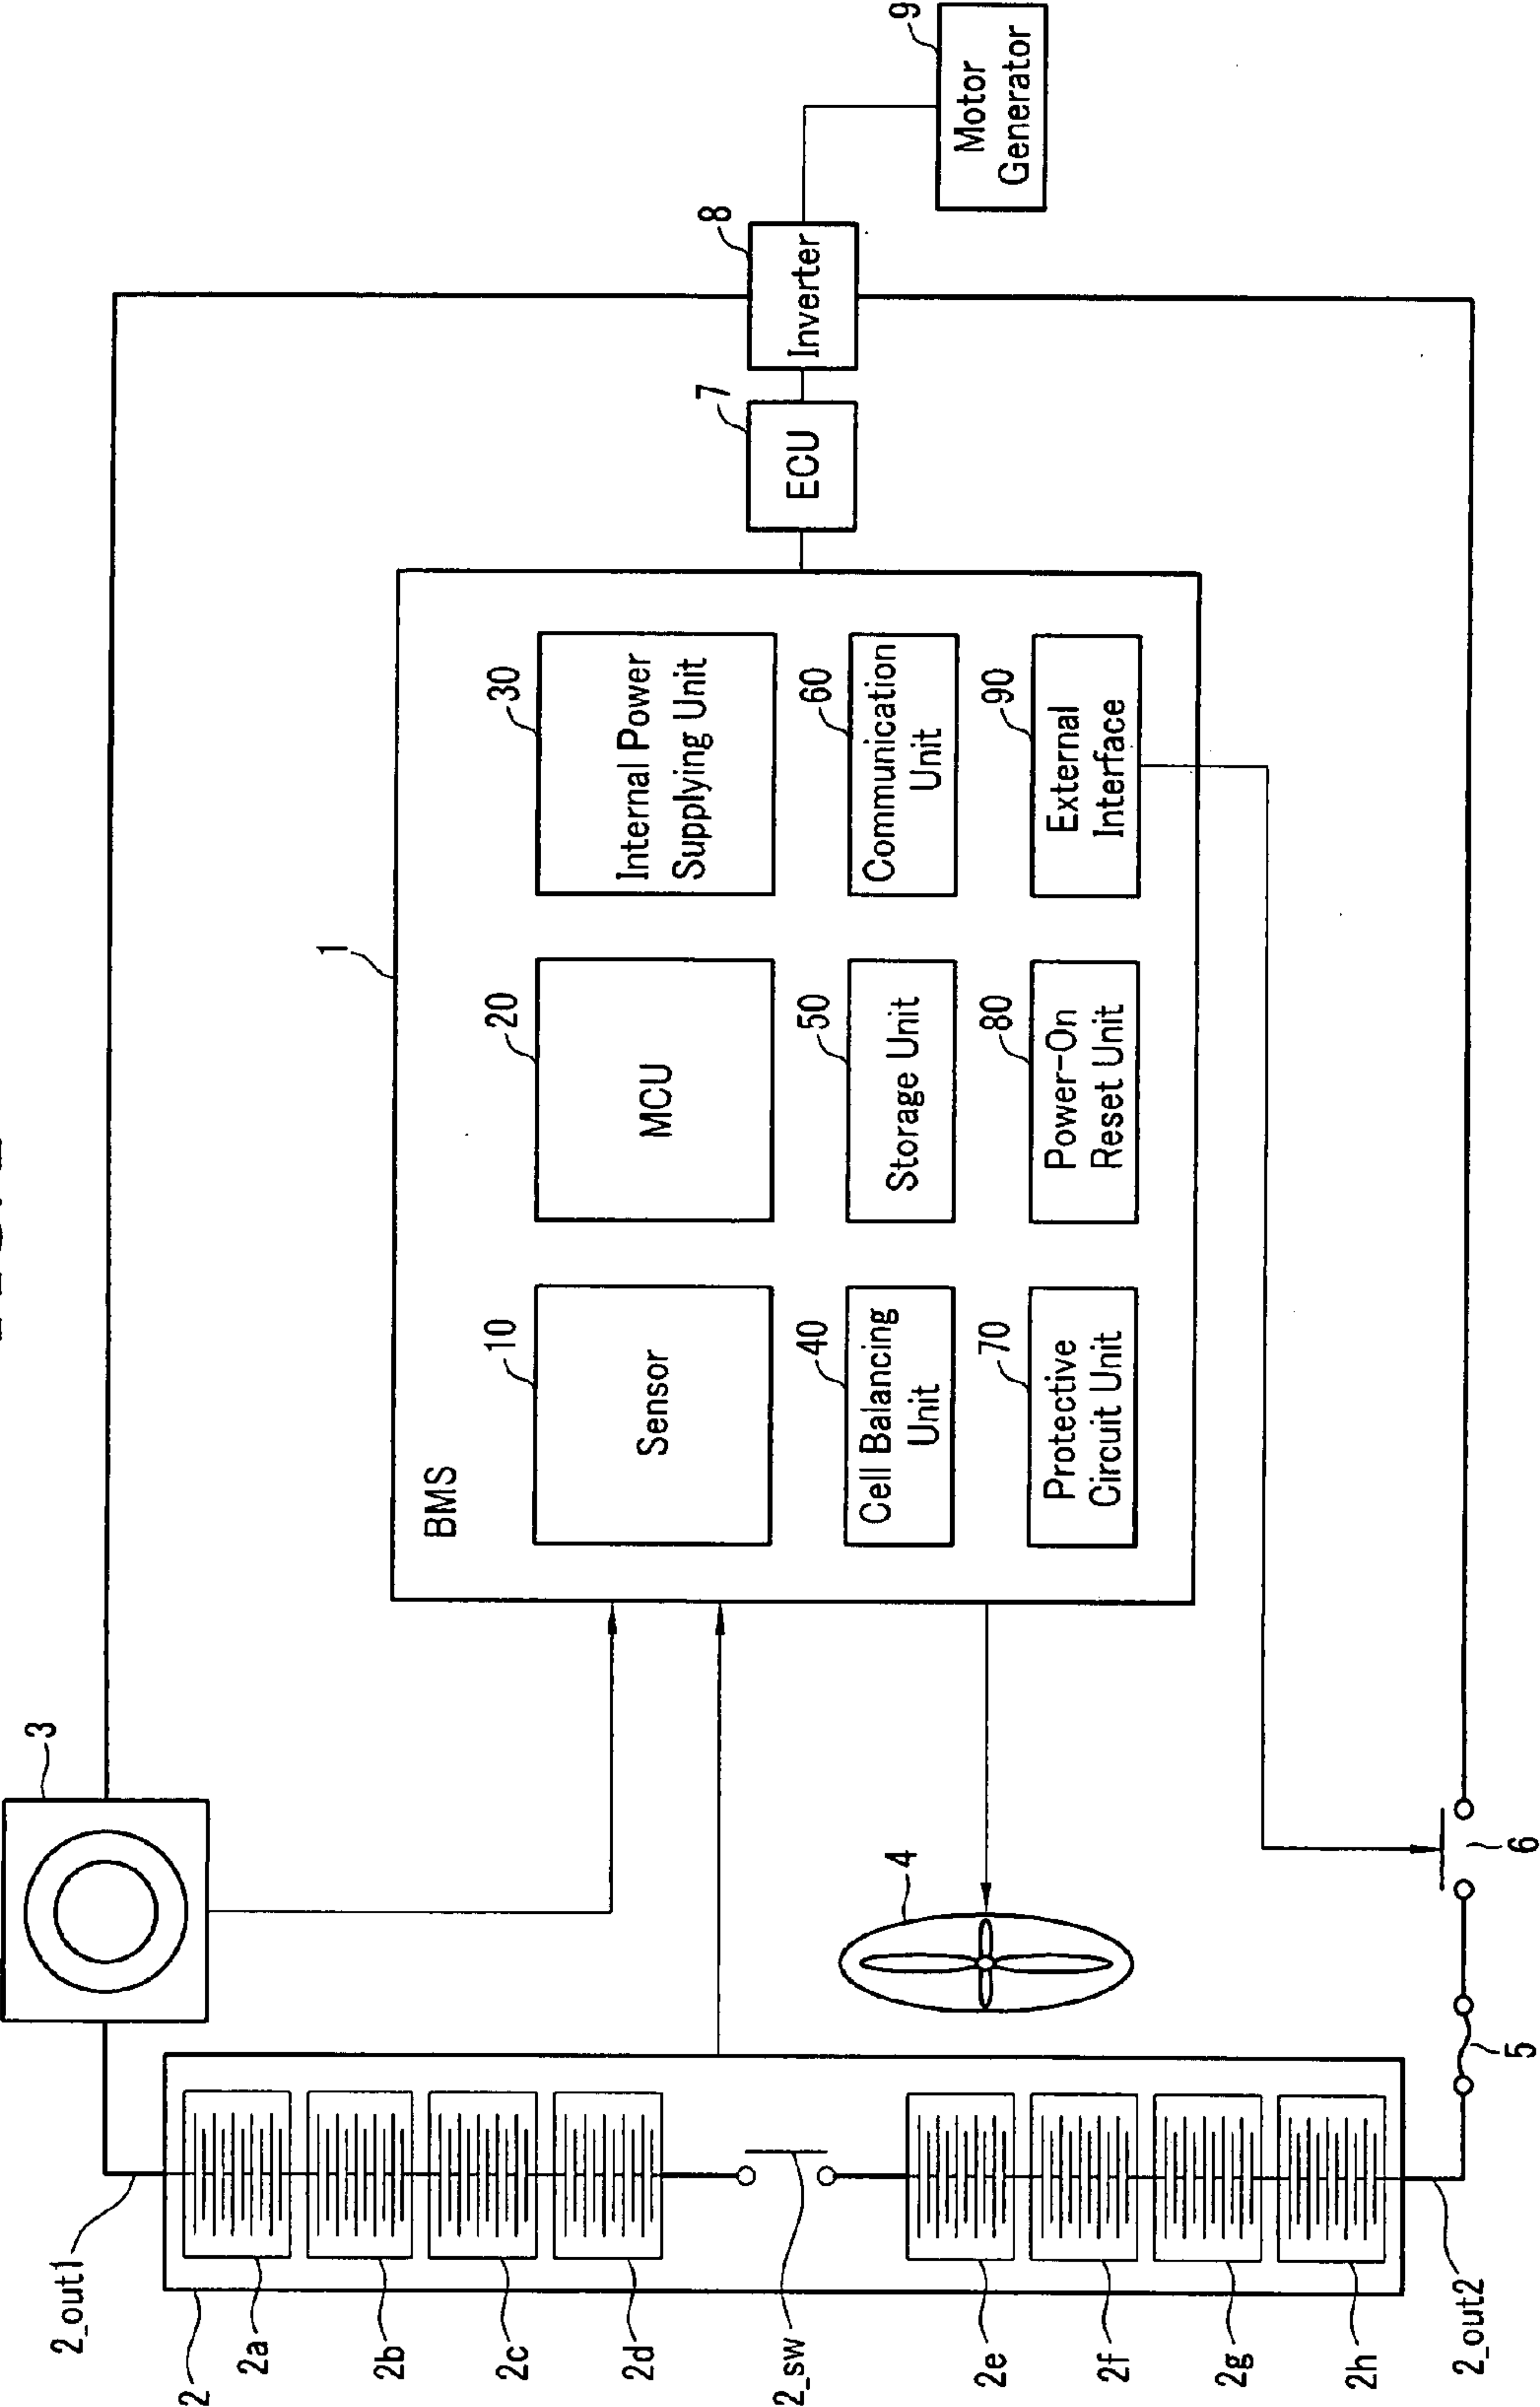 2_out1
3
2
2a
2b
2c
2d
2_sw
2e
2f
2g
2h
2_out2
4
5
6
1
BMS
10
Sensor
20
MCU
30
Internal Power
Supplying Unit
40
Cell Balancing
Unit
50
Storage Unit
60
Communication
Unit
70
Protective
Circuit Unit
80
Power-On
Reset Unit
90
External
Interface
7
ECU
8
Inverter
9
Motor
Generator